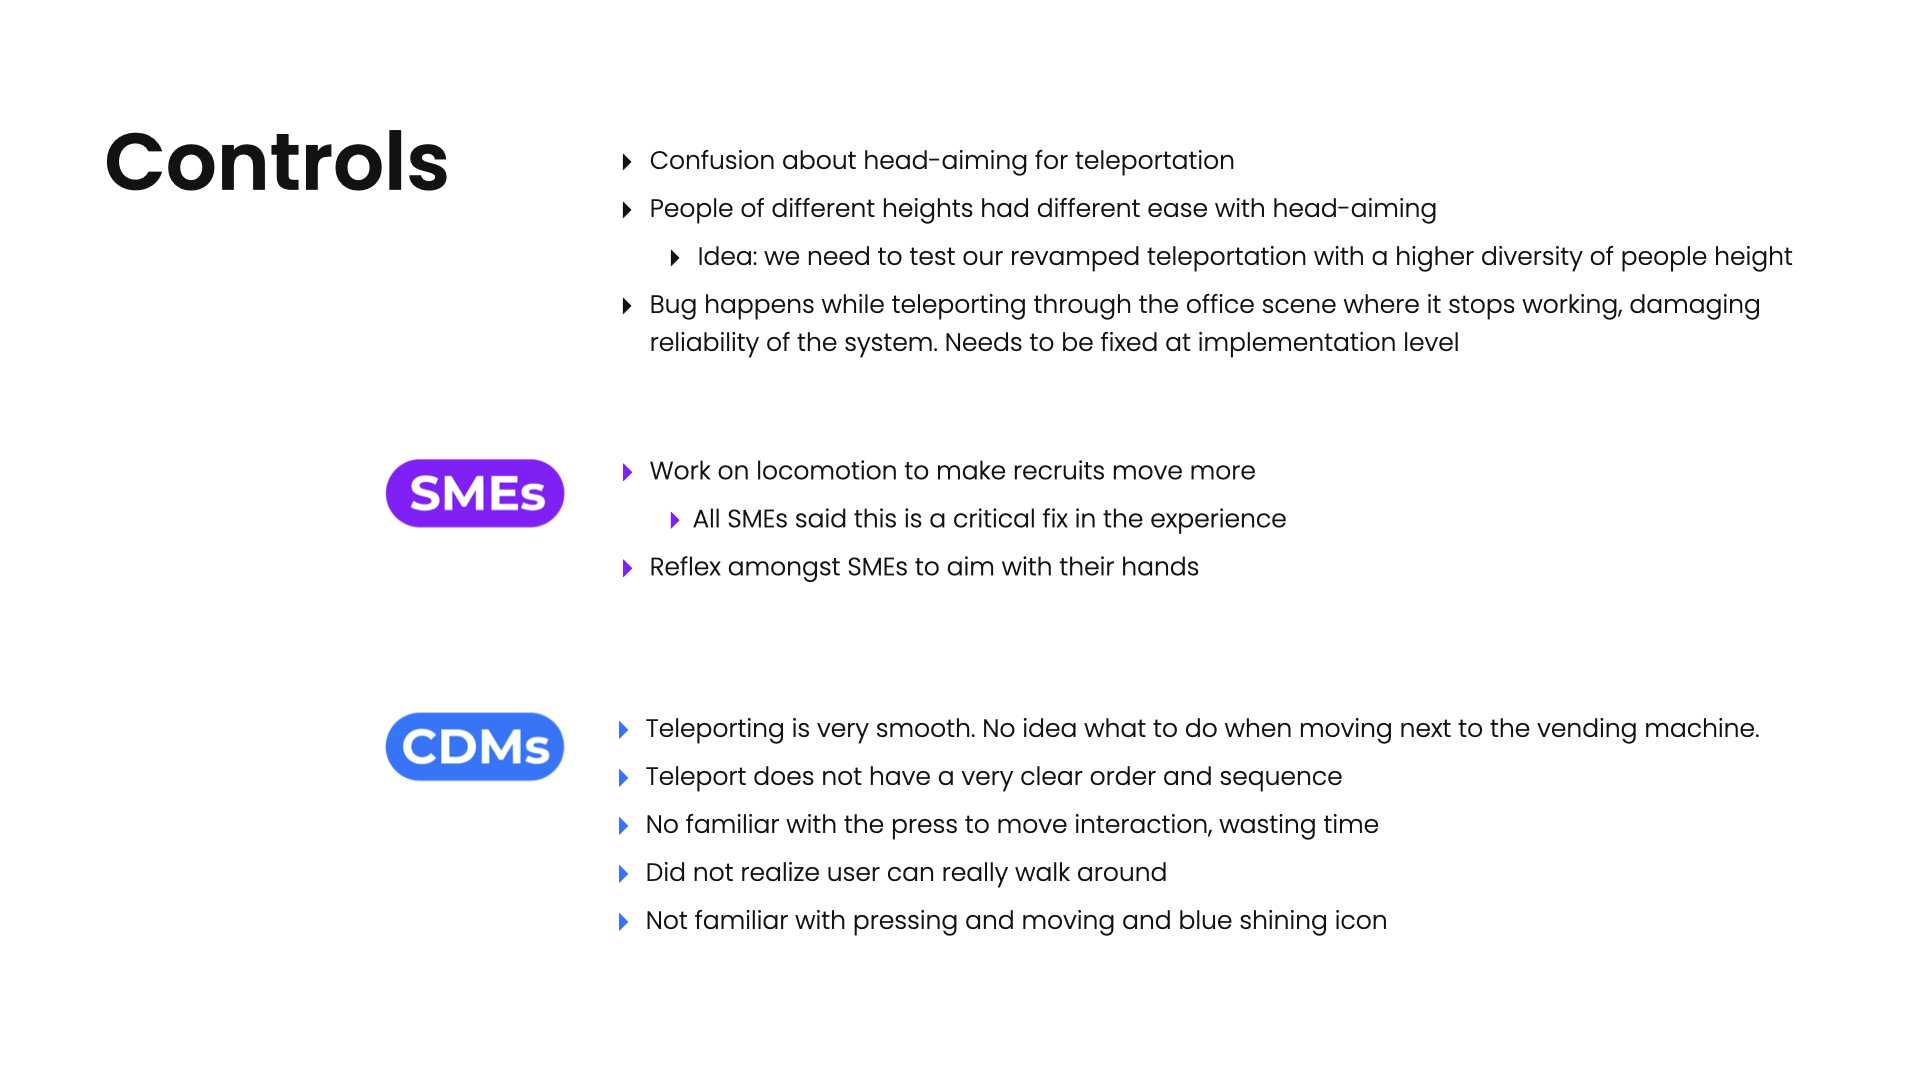 Controls
Confusion about head-aiming for teleportation
People of different heights had different ease with head-aiming
Idea: we need to test our revamped teleportation with a higher diversity of people height
Bug happens while teleporting through the office scene where it stops working, damaging
reliability of the system. Needs to be fixed at implementation level
SMEs
Work on locomotion to make recruits move more
All SMEs said this is a critical fix in the experience
Reflex amongst SMEs to aim with their hands
CDMs
Teleporting is very smooth. No idea what to do when moving next to the vending machine.
Teleport does not have a very clear order and sequence
No familiar with the press to move interaction, wasting time
Did not realize user can really walk around
Not familiar with pressing and moving and blue shining icon